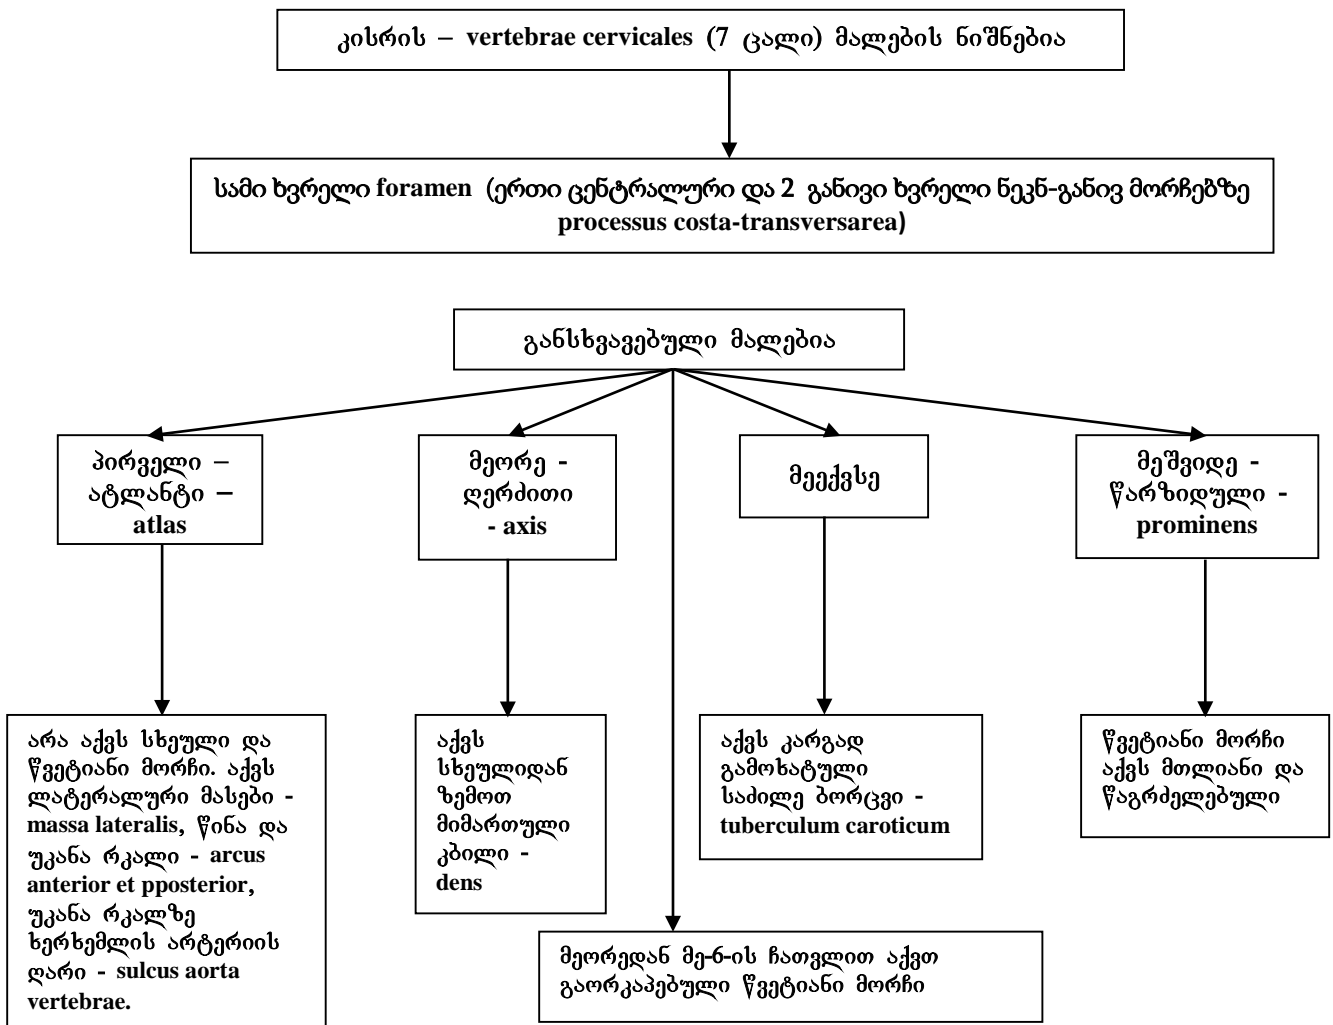 კისრის – vertebrae cervicales (7 ცალი) მალების ნიშნებია
სამი ხვრელი foramen (ერთი ცენტრალური და 2 განივი ხვრელი ნეკნ-განივ მორჩებზე
processus costa-transversarea)
განსხვავებული მალებია
პირველი –
ატლანტი –
atlas
მეორე -
ღერძითი
- axis
მეექვსე
მეშვიდე -
წარზიდული -
prominens
არა აქვს სხეული და
წვეტიანი მორჩი. აქვს
ლატერალური მასები -
massa lateralis, წინა და
უკანა რკალი - arcus
anterior et pposterior,
უკანა რკალზე
ხერხემლის არტერიის
ღარი - sulcus aorta
vertebrae.
აქვს
სხეულიდან
ზემოთ
მიმართული
კბილი -
dens
აქვს კარგად
გამოხატული
საძილე ბორცვი -
tuberculum caroticum
წვეტიანი მორჩი
აქვს მთლიანი და
წაგრძელებული
მეორედან მე-6-ის ჩათვლით აქვთ
გაორკაპებული წვეტიანი მორჩი